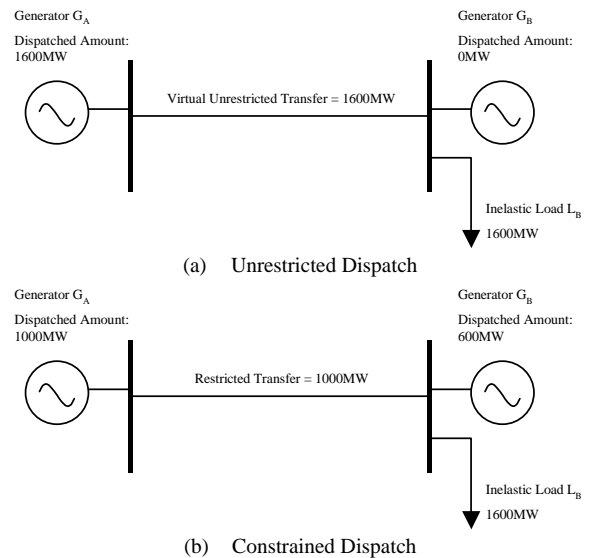 Generator G_A
Dispatched Amount:
1600MW
Generator G_B
Dispatched Amount:
0MW
Virtual Unrestricted Transfer = 1600MW
Inelastic Load L_B
1600MW
(a) Unrestricted Dispatch
Generator G_A
Dispatched Amount:
1000MW
Generator G_B
Dispatched Amount:
600MW
Restricted Transfer = 1000MW
Inelastic Load L_B
1600MW
(b) Constrained Dispatch